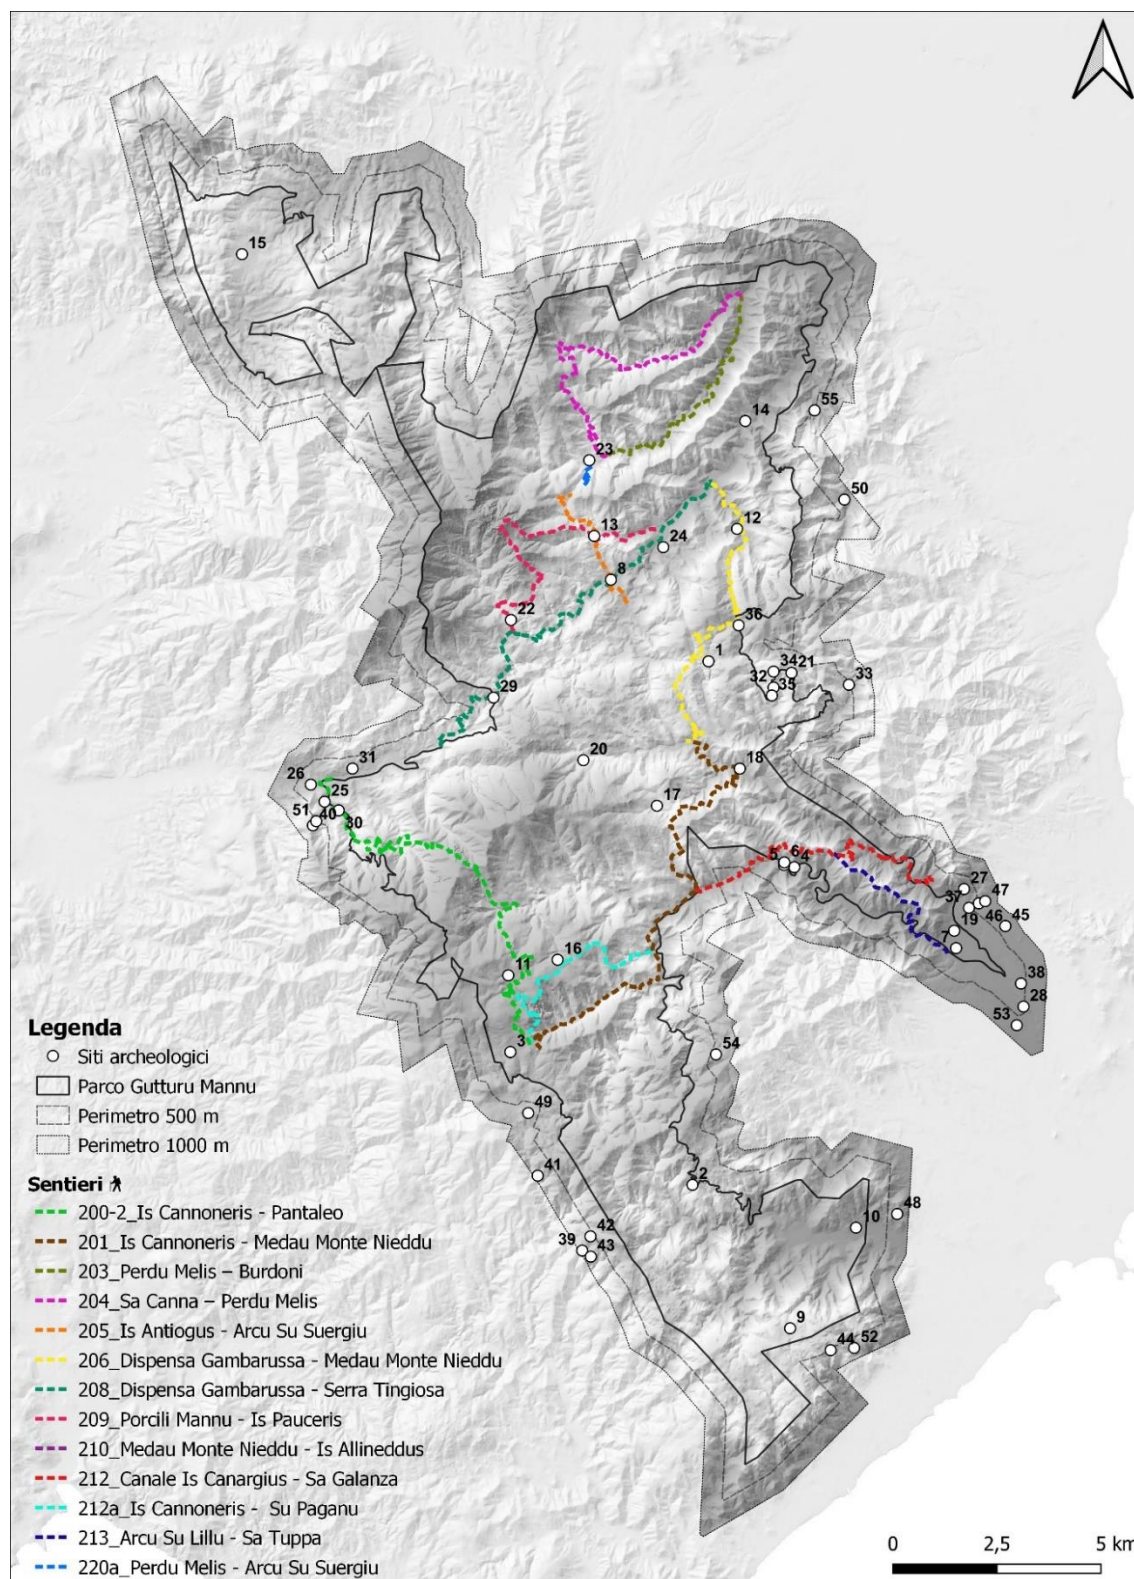 15
55
14
23
50
12
13
24
8
22
36
1
34 21
32
33
35
29
20
31
18
26
25
17
51 40
30
6
5 4
27
47
37
19 46 45
7
16
11
38
28
53
3
54
49
41
2
48
10
42
39 43
9
44 52
Legenda
Siti archeologici
Parco Gutturu Mannu
Perimetro 500 m
Perimetro 1000 m
Sentieri
200-2_Is Cannoneris - Pantaleo
201_Is Cannoneris - Medau Monte Nieddu
203_Perdu Melis – Burdoni
204_Sa Canna – Perdu Melis
205_Is Antiogus - Arcu Su Suergiu
206_Dispensa Gambarussa - Medau Monte Nieddu
208_Dispensa Gambarussa - Serra Tingiosa
209_Porcili Mannu - Is Pauceris
210_Medau Monte Nieddu - Is Allineddus
212_Canale Is Canargius - Sa Galanza
212a_Is Cannoneris - Su Paganu
213_Arcu Su Lillu - Sa Tuppa
220a_Perdu Melis - Arcu Su Suergiu
0 2,5 5 km